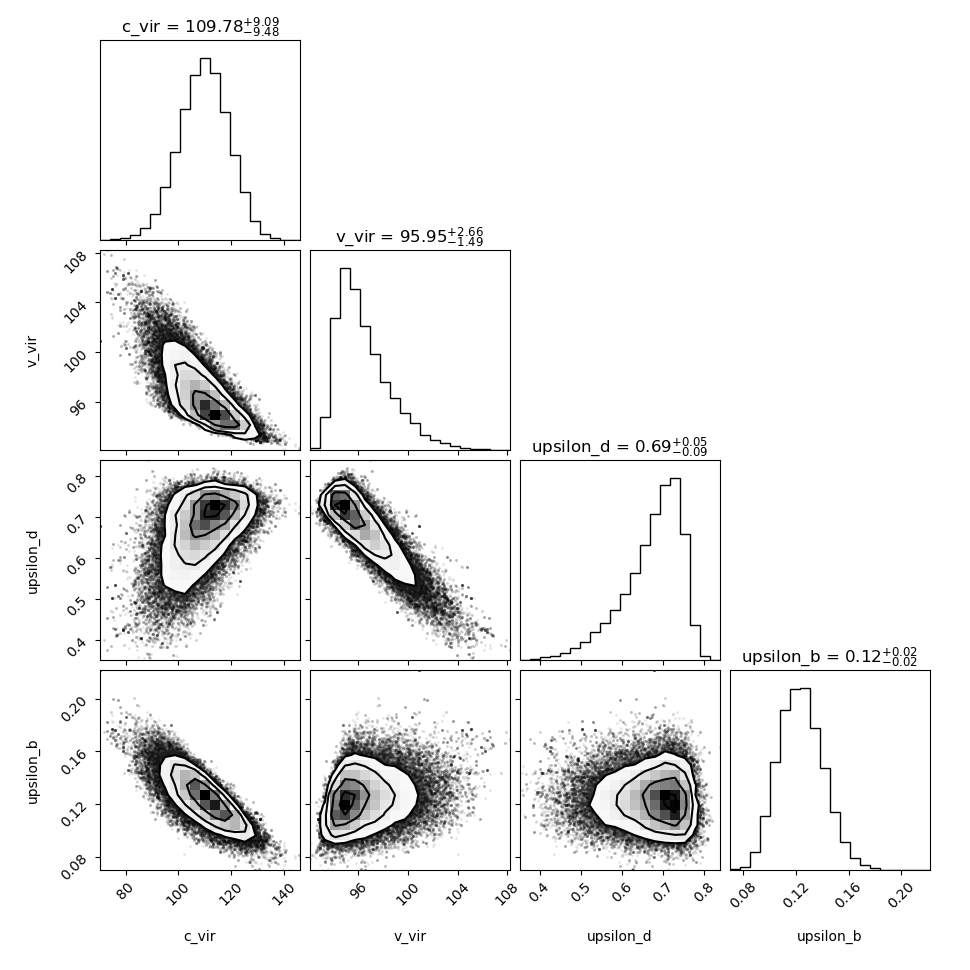 c_vir = 109.78+9.09 −9.48
v_vir = 95.95+2.66 −1.49
108
104
100
96
v_vir
upsilon_d = 0.69+0.05 −0.09
0.8
0.7
0.6
0.5
0.4
upsilon_d
upsilon_b = 0.12+0.02 −0.02
0.20
0.16
0.12
0.08
upsilon_b
80 100 120 140 96 100 104 108 0.4 0.5 0.6 0.7 0.8 0.08 0.12 0.16 0.20
c_vir v_vir upsilon_d upsilon_b